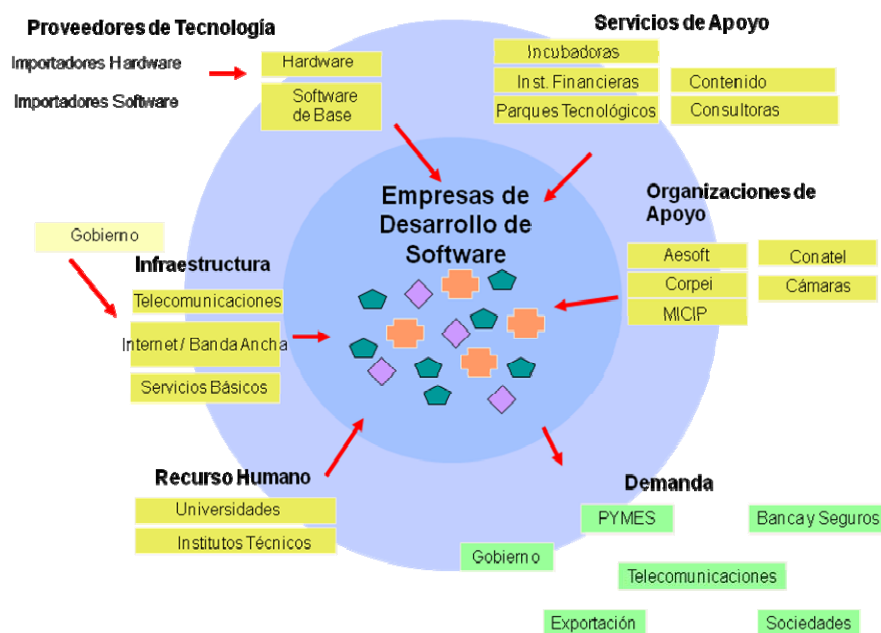 Proveedores de Tecnología
Importadores Hardware
Importadores Software
Hardware
Software
de Base
Servicios de Apoyo
Incubadoras
Inst. Financieras
Contenido
Parques Tecnológicos
Consultoras
Empresas de
Desarrollo de
Software
Organizaciones de
Apoyo
Aesoft
Conatel
Corpei
Cámaras
MICIP
Gobierno
Infraestructura
Telecomunicaciones
Internet / Banda Ancha
Servicios Básicos
Recurso Humano
Universidades
Institutos Técnicos
Demanda
PYMES
Banca y Seguros
Gobierno
Telecomunicaciones
Exportación
Sociedades